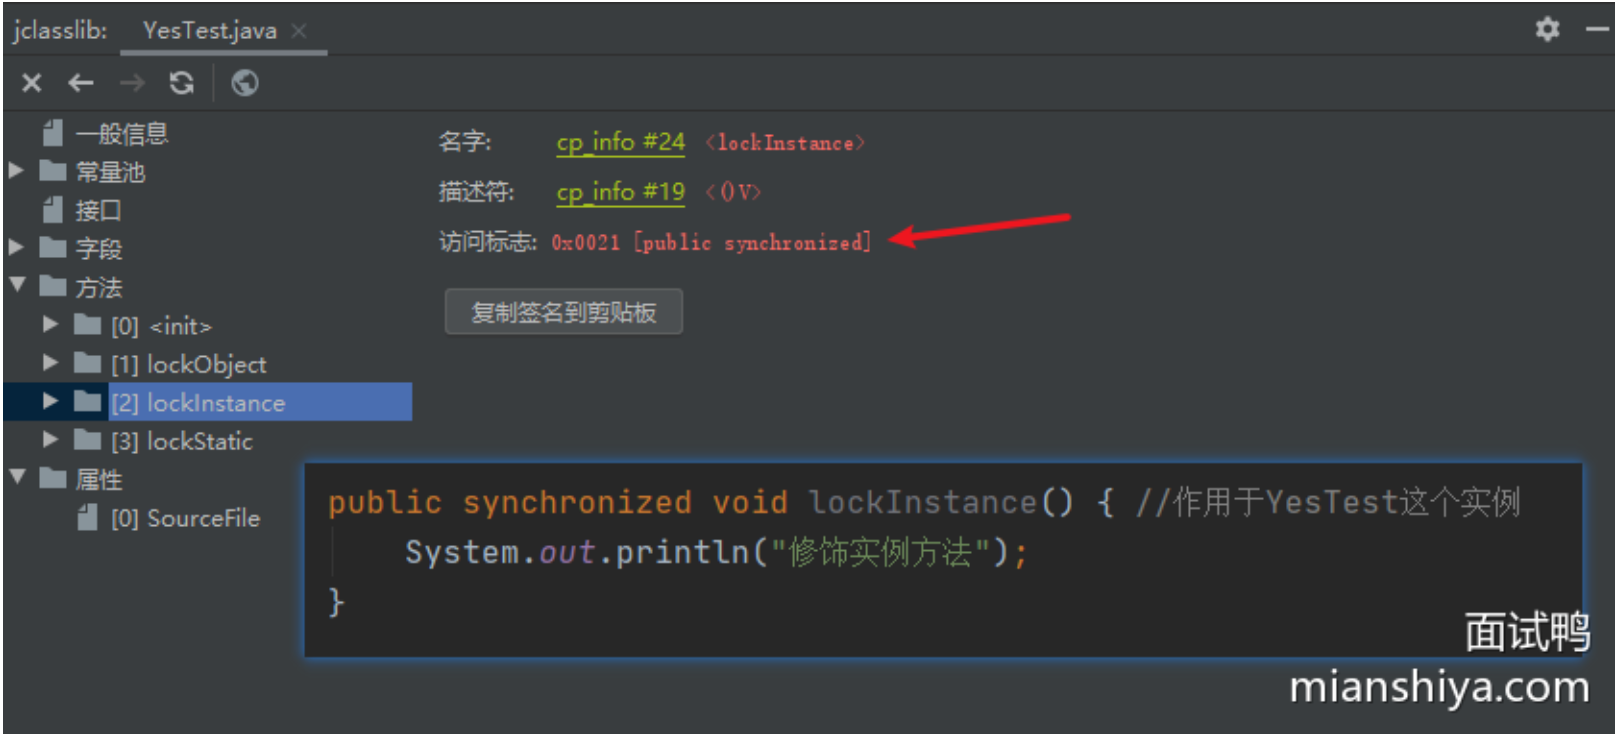 jclasslib: YesTest.java
一般信息
常量池
接口
字段
方法
[0] <init>
[1] lockObject
[2] lockInstance
[3] lockStatic
属性
[0] SourceFile
名字: cp_info #24 <lockInstance>
描述符: cp_info #19 <()V>
访问标志: 0x0021 [public synchronized]
复制签名到剪贴板
public synchronized void lockInstance() { //作用于YesTest这个实例
System.out.println("修饰实例方法");
}
面试鸭
mianshiya.com